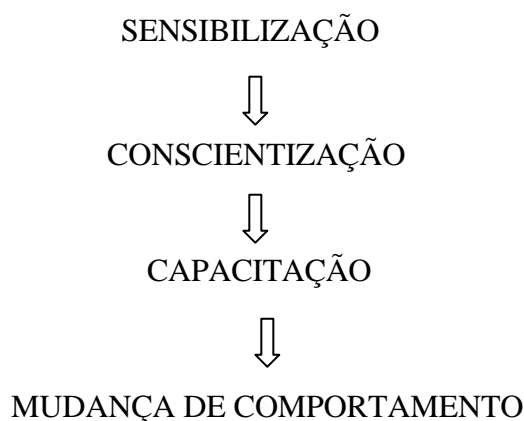 SENSIBILIZAÇÃO
CONSCIENTIZAÇÃO
CAPACITAÇÃO
MUDANÇA DE COMPORTAMENTO